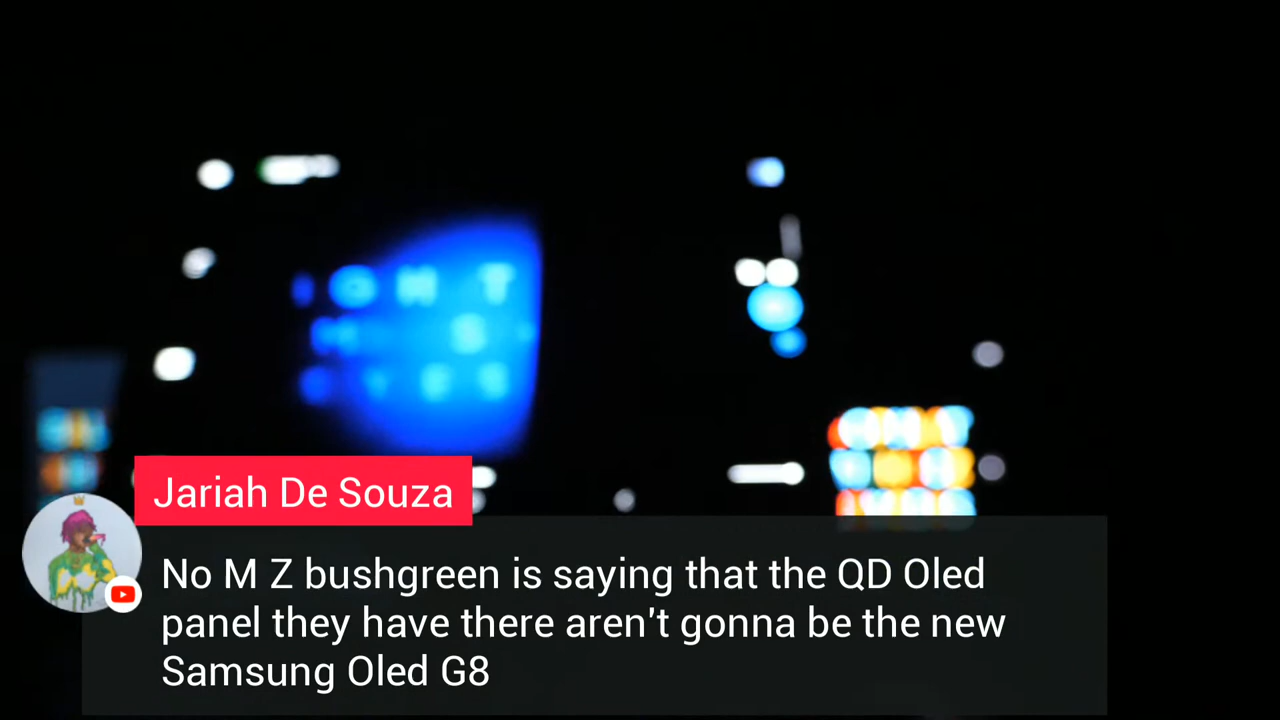 Jariah De Souza
No M Z bushgreen is saying that the QD Oled
panel they have there aren't gonna be the new
Samsung Oled G8